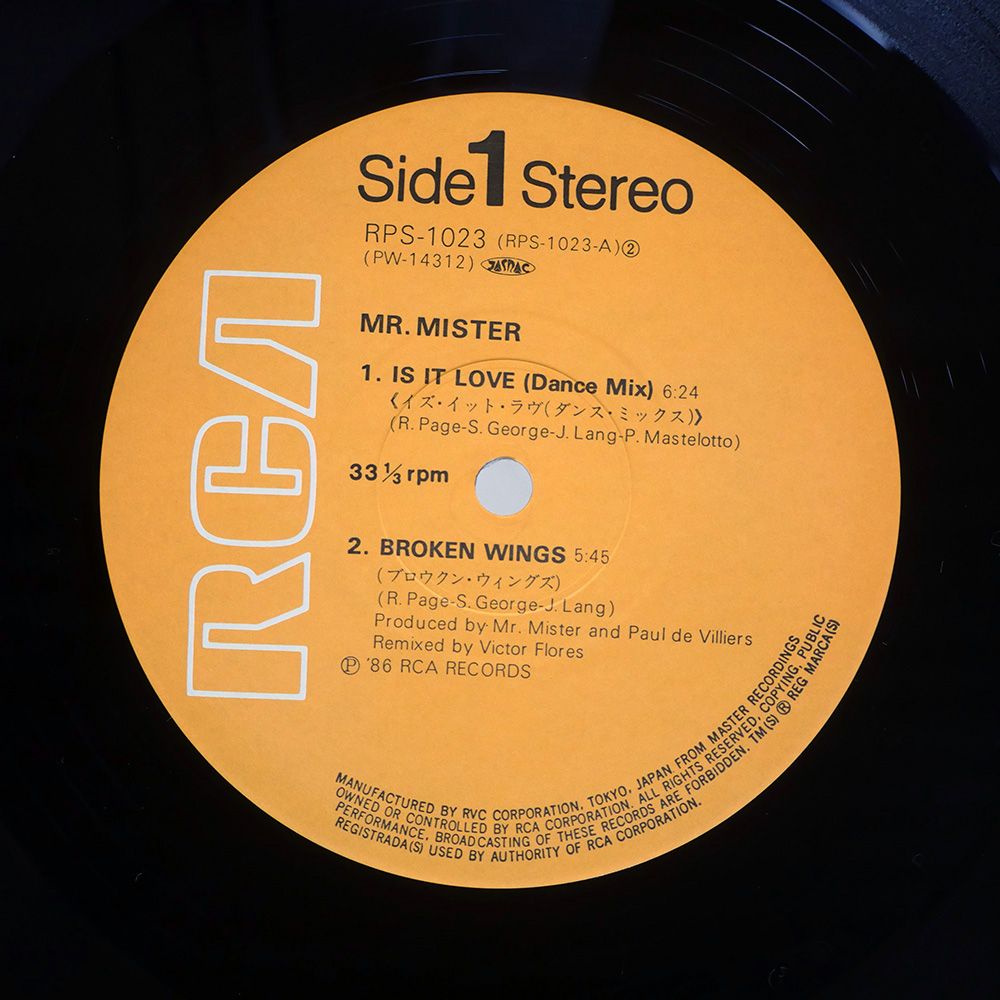 Side 1 Stereo
RPS-1023 (RPS-1023-A)②
(PW-14312) JASRAC
RCA
MR. MISTER
1. IS IT LOVE (Dance Mix) 6:24
《イズ・イット・ラヴ(ダンス・ミックス)》
(R. Page-S. George-J. Lang-P. Mastelotto)
33 1/3 rpm
2. BROKEN WINGS 5:45
(ブロウクン・ウィングズ)
(R. Page-S. George-J. Lang)
Produced by Mr. Mister and Paul de Villiers
Remixed by Victor Flores
Ⓟ '86 RCA RECORDS
MANUFACTURED BY RVC CORPORATION, TOKYO, JAPAN FROM MASTER RECORDINGS
OWNED OR CONTROLLED BY RCA CORPORATION. ALL RIGHTS RESERVED, COPYING, PUBLIC
PERFORMANCE, BROADCASTING OF THESE RECORDS ARE FORBIDDEN. TM(S) ® REG MARCA(S)
REGISTRADA(S) USED BY AUTHORITY OF RCA CORPORATION.